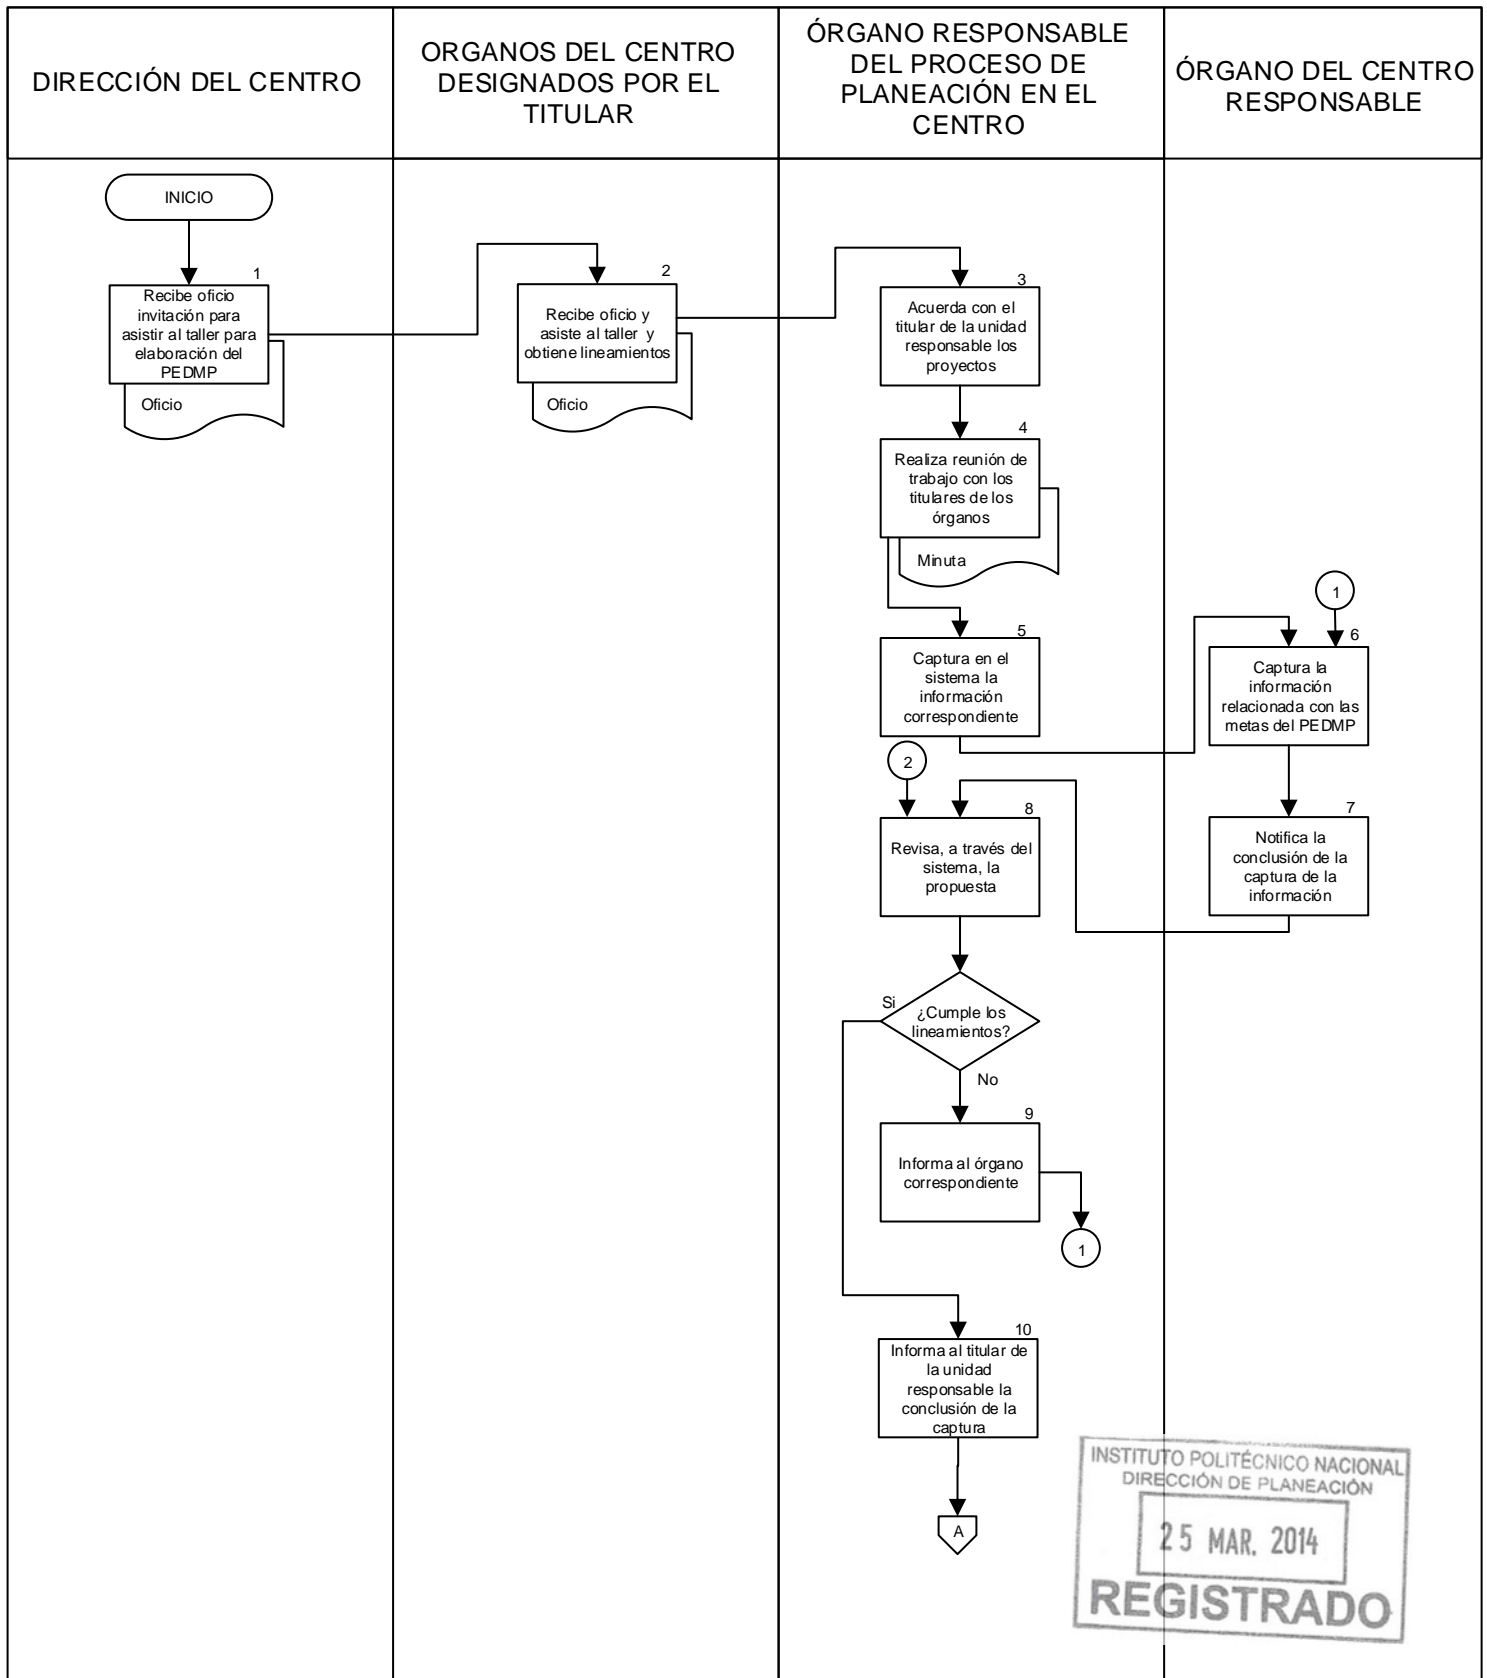 DIRECCIÓN DEL CENTRO
ORGANOS DEL CENTRO
DESIGNADOS POR EL
TITULAR
ÓRGANO RESPONSABLE
DEL PROCESO DE
PLANEACIÓN EN EL
CENTRO
ÓRGANO DEL CENTRO
RESPONSABLE
INICIO
1
Recibe oficio
invitación para
asistir al taller para
elaboración del
PEDMP
Oficio
2
Recibe oficio y
asiste al taller y
obtiene lineamientos
Oficio
3
Acuerda con el
titular de la unidad
responsable los
proyectos
4
Realiza reunión de
trabajo con los
titulares de los
órganos
Minuta
5
Captura en el
sistema la
información
correspondiente
1
6
Captura la
información
relacionada con las
metas del PEDMP
7
Notifica la
conclusión de la
captura de la
información
2
8
Revisa, a través del
sistema, la
propuesta
Si
¿Cumple los
lineamientos?
No
9
Informa al órgano
correspondiente
1
10
Informa al titular de
la unidad
responsable la
conclusión de la
captura
A
INSTITUTO POLITÉCNICO NACIONAL
DIRECCIÓN DE PLANEACIÓN
25 MAR. 2014
REGISTRADO